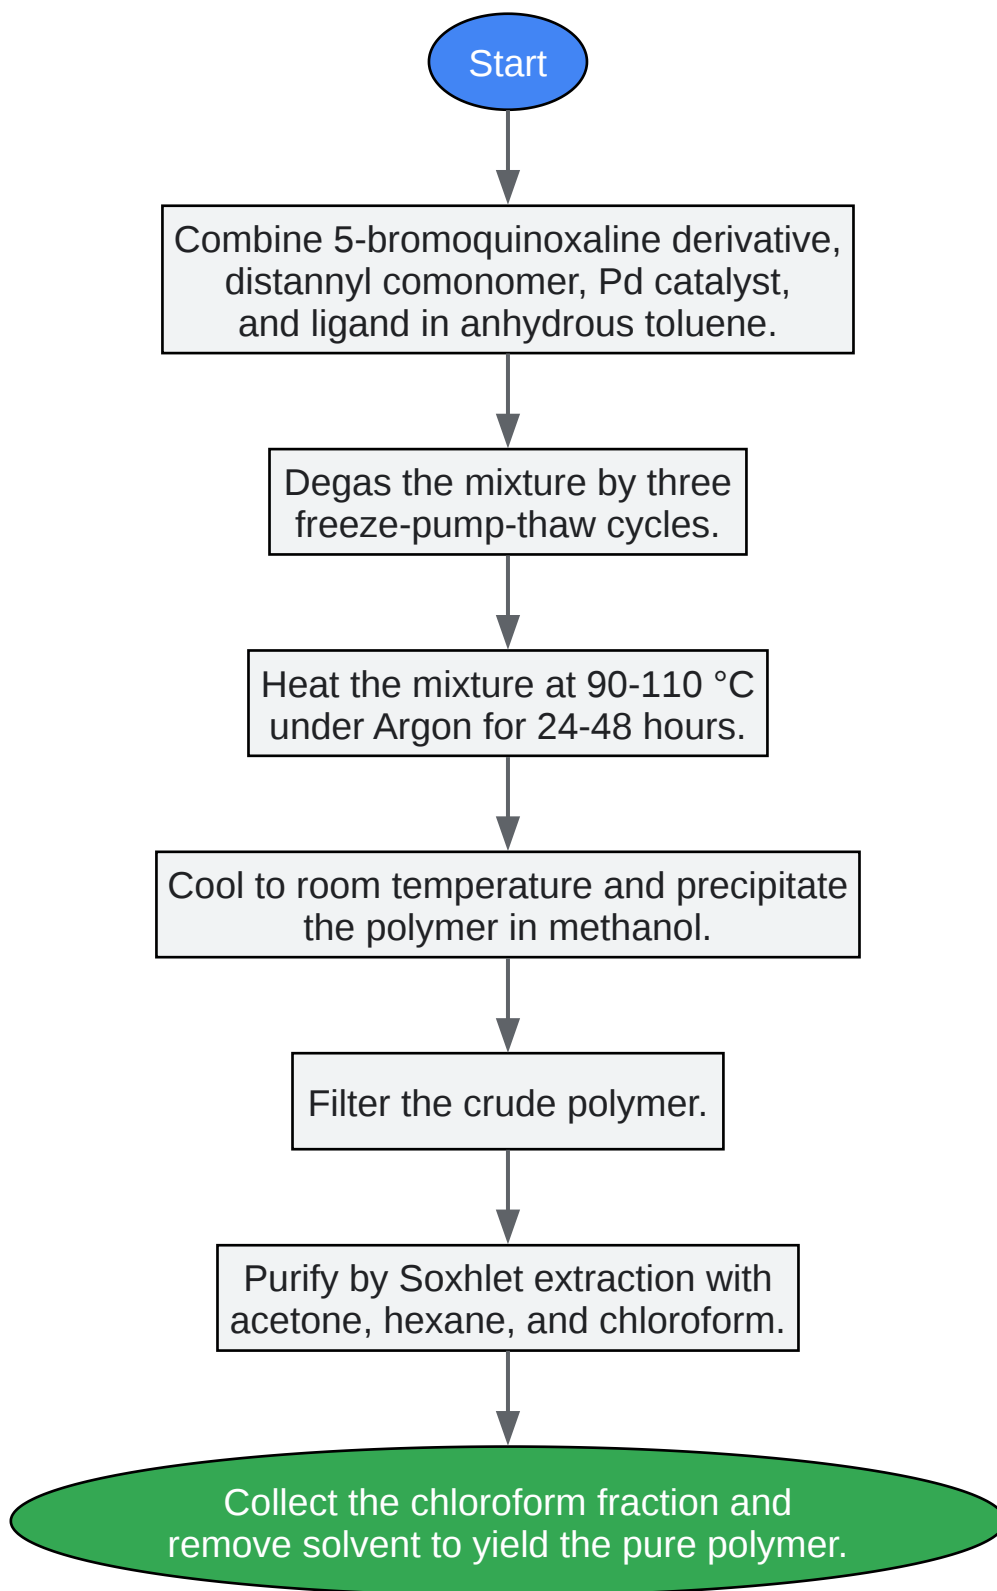 Start
Combine 5-bromoquinoxaline derivative,
distannyl comonomer, Pd catalyst,
and ligand in anhydrous toluene.
Degas the mixture by three
freeze-pump-thaw cycles.
Heat the mixture at 90-110 °C
under Argon for 24-48 hours.
Cool to room temperature and precipitate
the polymer in methanol.
Filter the crude polymer.
Purify by Soxhlet extraction with
acetone, hexane, and chloroform.
Collect the chloroform fraction and
remove solvent to yield the pure polymer.